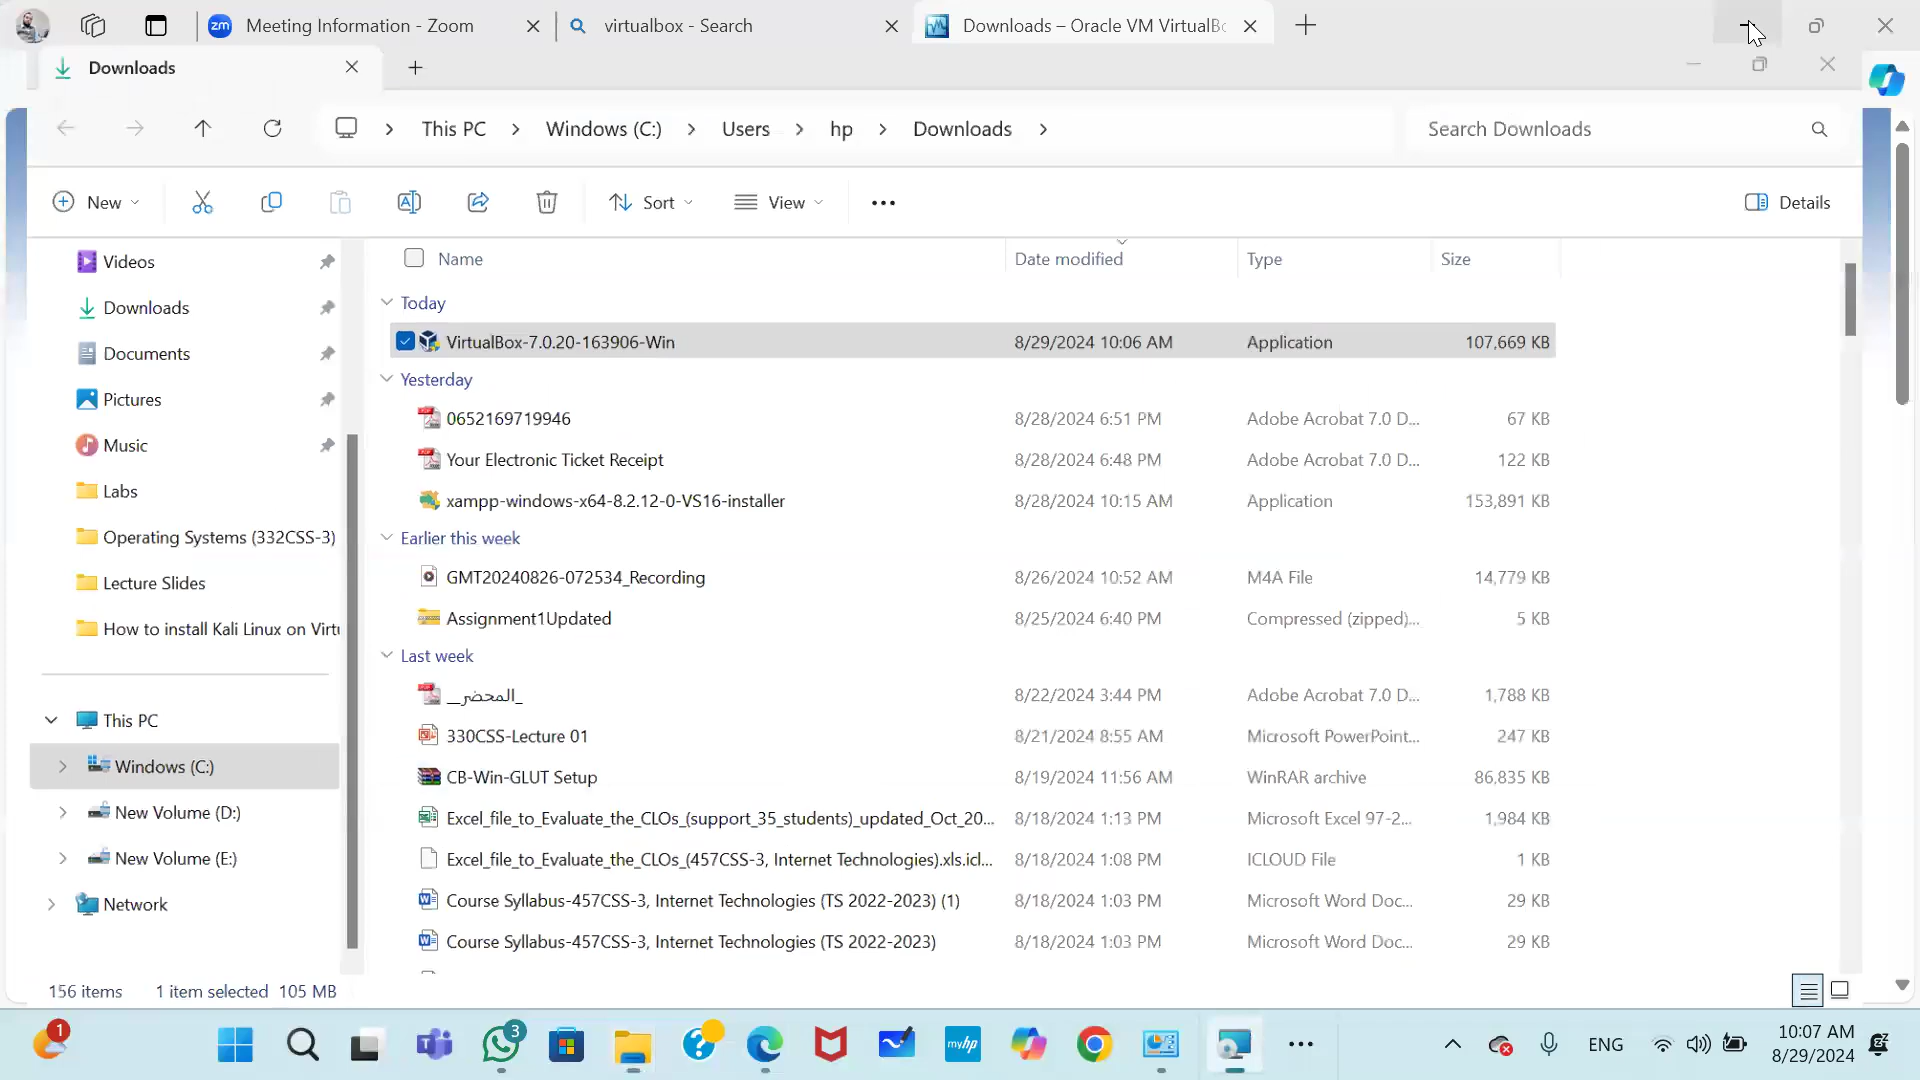 zm Meeting Information - Zoom
virtualbox - Search
Downloads – Oracle VM VirtualBo
Downloads
This PC > Windows (C:) > Users > hp > Downloads >
Search Downloads
New
Sort
View
Details
Videos
Downloads
Documents
Pictures
Music
Labs
Operating Systems (332CSS-3)
Lecture Slides
How to install Kali Linux on Virtu
This PC
Windows (C:)
New Volume (D:)
New Volume (E:)
Network
Name Date modified Type Size
Today
VirtualBox-7.0.20-163906-Win 8/29/2024 10:06 AM Application 107,669 KB
Yesterday
0652169719946 8/28/2024 6:51 PM Adobe Acrobat 7.0 D... 67 KB
Your Electronic Ticket Receipt 8/28/2024 6:48 PM Adobe Acrobat 7.0 D... 122 KB
xampp-windows-x64-8.2.12-0-VS16-installer 8/28/2024 10:15 AM Application 153,891 KB
Earlier this week
GMT20240826-072534_Recording 8/26/2024 10:52 AM M4A File 14,779 KB
Assignment1Updated 8/25/2024 6:40 PM Compressed (zipped)... 5 KB
Last week
_المحضر__ 8/22/2024 3:44 PM Adobe Acrobat 7.0 D... 1,788 KB
330CSS-Lecture 01 8/21/2024 8:55 AM Microsoft PowerPoint... 247 KB
CB-Win-GLUT Setup 8/19/2024 11:56 AM WinRAR archive 86,835 KB
Excel_file_to_Evaluate_the_CLOs_(support_35_students)_updated_Oct_20... 8/18/2024 1:13 PM Microsoft Excel 97-2... 1,984 KB
Excel_file_to_Evaluate_the_CLOs_(457CSS-3, Internet Technologies).xls.icl... 8/18/2024 1:08 PM ICLOUD File 1 KB
Course Syllabus-457CSS-3, Internet Technologies (TS 2022-2023) (1) 8/18/2024 1:03 PM Microsoft Word Doc... 29 KB
Course Syllabus-457CSS-3, Internet Technologies (TS 2022-2023) 8/18/2024 1:03 PM Microsoft Word Doc... 29 KB
156 items 1 item selected 105 MB
1
3
myhp
ENG
10:07 AM
8/29/2024